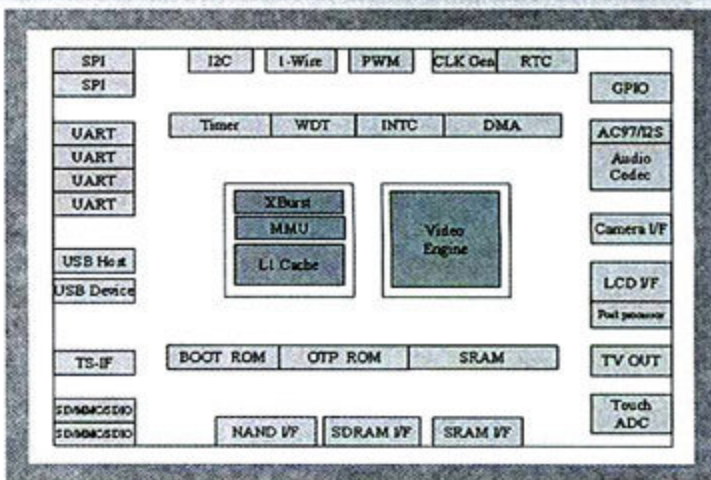 SPI
SPI
UART
UART
UART
UART
USB Host
USB Device
TS-IF
SD/MMC/SDIO
SD/MMC/SDIO
I2C
1-Wire
PWM
CLK Gen
RTC
Timer
WDT
INTC
DMA
XBurst
MMU
L1 Cache
Video
Engine
BOOT ROM
OTP ROM
SRAM
NAND I/F
SDRAM I/F
SRAM I/F
GPIO
AC97/I2S
Audio
Codec
Camera I/F
LCD I/F
Post processor
TV OUT
Touch
ADC